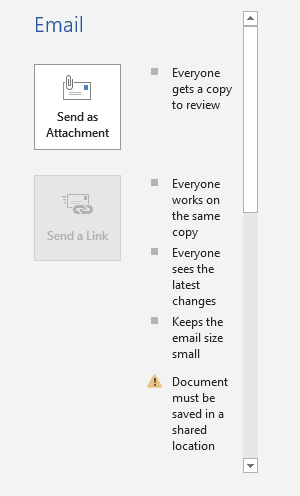 Email
Send as
Attachment
Everyone
gets a copy
to review
Send a Link
Everyone
works on
the same
copy
Everyone
sees the
latest
changes
Keeps the
email size
small
Document
must be
saved in a
shared
location